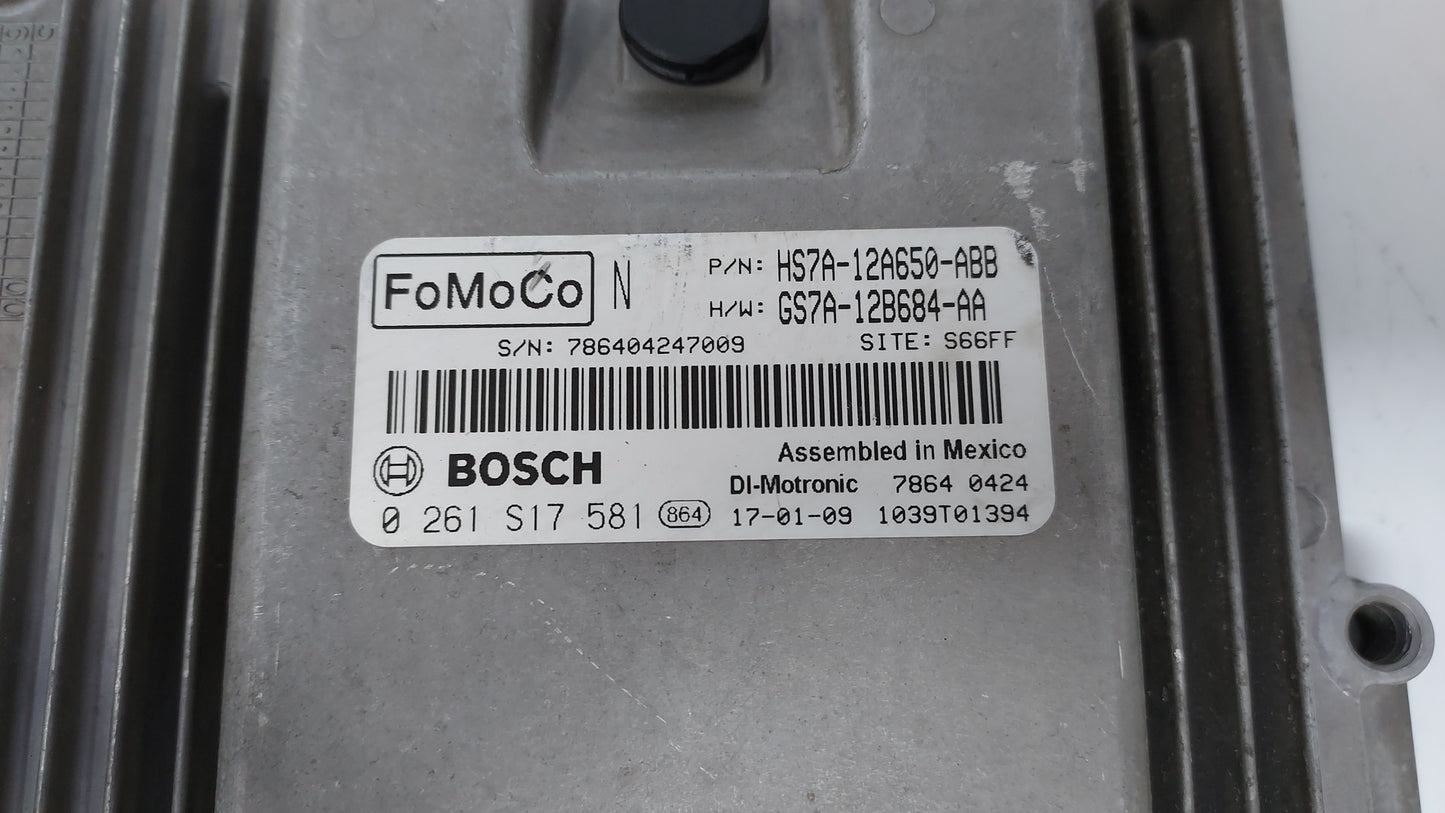 FoMoCo N P/N: HS7A-12A650-ABB
H/W: GS7A-12B684-AA
S/N: 786404247009 SITE: S66FF
BOSCH Assembled in Mexico
DI-Motronic 7864 0424
0 261 S17 581 864 17-01-09 1039T01394